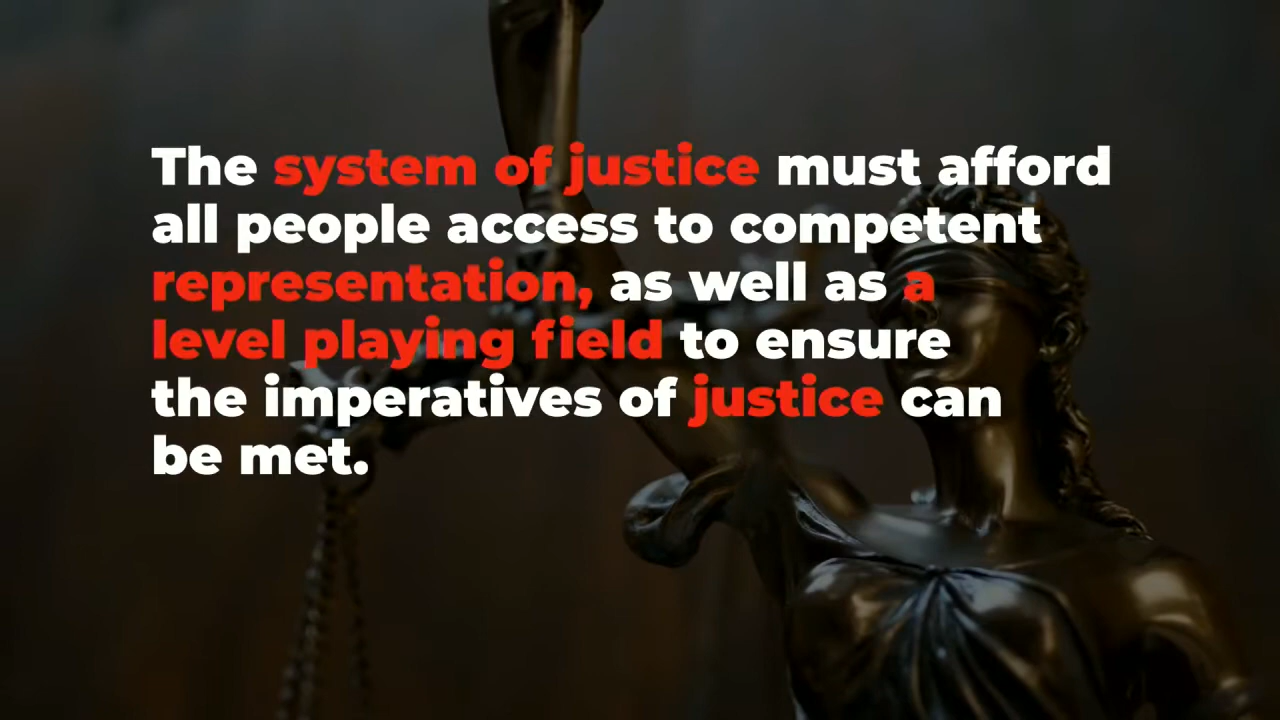 The system of justice must afford
all people access to competent
representation, as well as a
level playing field to ensure
the imperatives of justice can
be met.